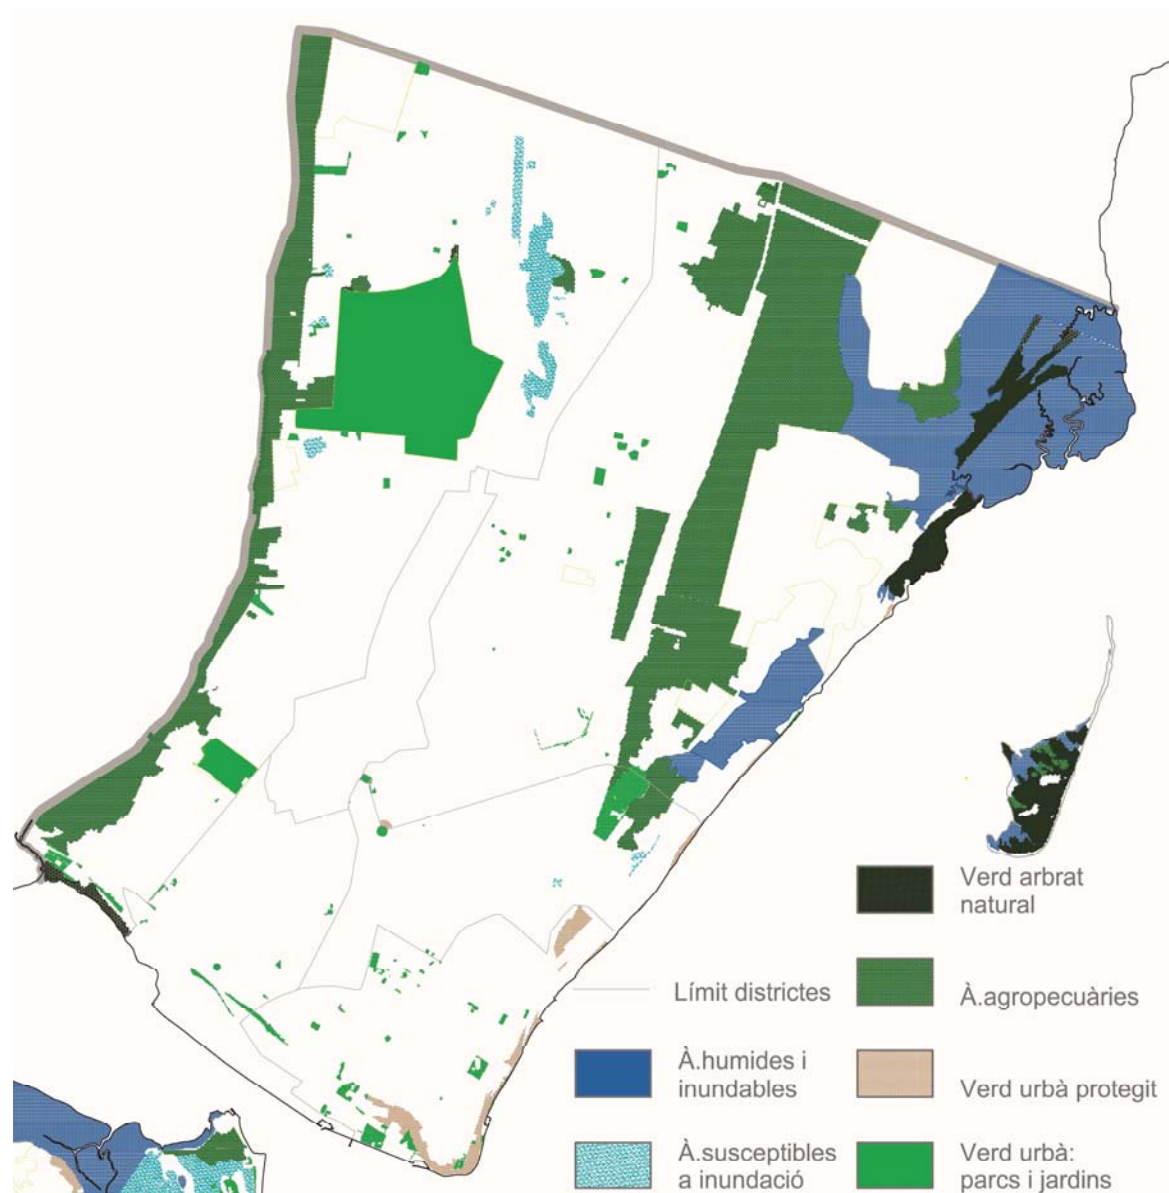 Verd arbrat
natural
Límit districtes
À.agropecuàries
À.humides i
inundables
Verd urbà protegit
À.susceptibles
a inundació
Verd urbà:
parcs i jardins